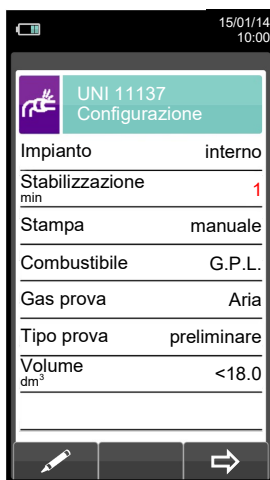 15/01/14
10:00
UNI 11137
Configurazione
Impianto interno
Stabilizzazione
min 1
Stampa manuale
Combustibile G.P.L.
Gas prova Aria
Tipo prova preliminare
Volume
dm³ <18.0